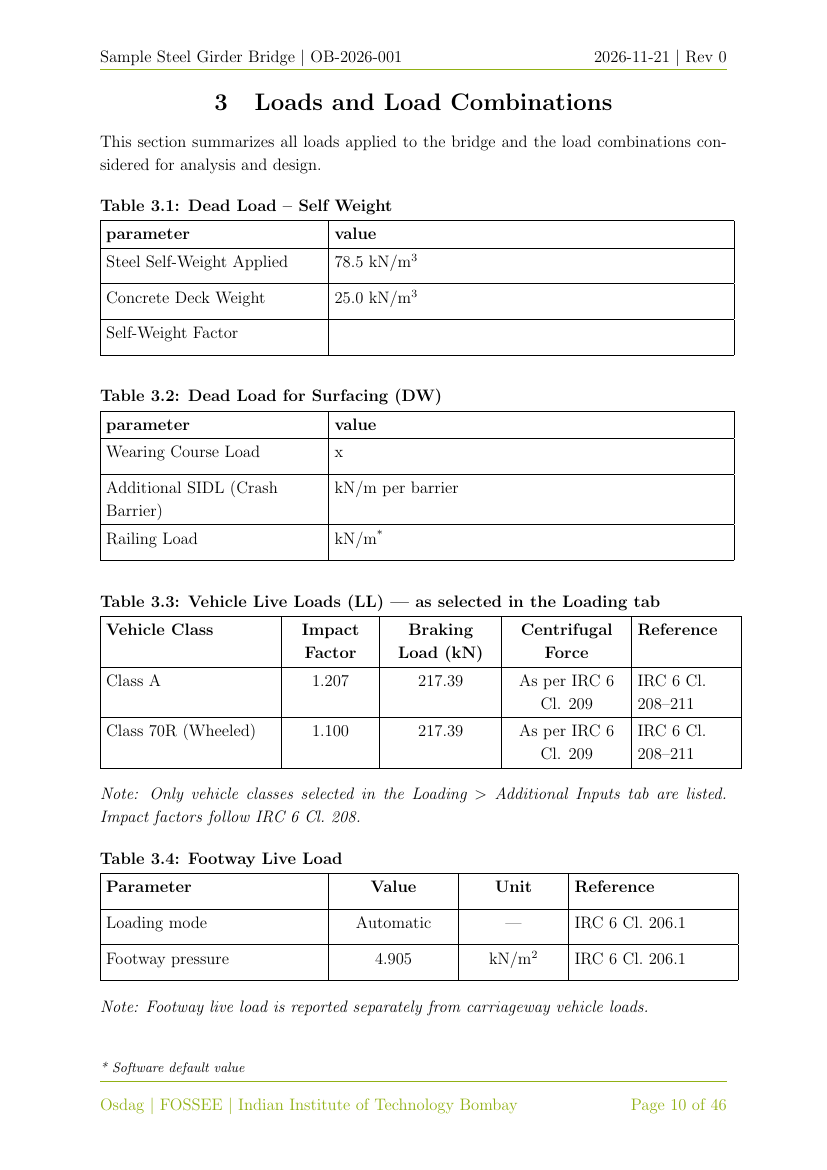 Sample Steel Girder Bridge | OB-2026-001 2026-11-21 | Rev 0
3 Loads and Load Combinations
This section summarizes all loads applied to the bridge and the load combinations con-
sidered for analysis and design.
Table 3.1: Dead Load – Self Weight
parameter value
Steel Self-Weight Applied 78.5 kN/m³
Concrete Deck Weight 25.0 kN/m³
Self-Weight Factor
Table 3.2: Dead Load for Surfacing (DW)
parameter value
Wearing Course Load x
Additional SIDL (Crash kN/m per barrier
Barrier)
Railing Load kN/m*
Table 3.3: Vehicle Live Loads (LL) — as selected in the Loading tab
Vehicle Class Impact Braking Centrifugal Reference
Factor Load (kN) Force
Class A 1.207 217.39 As per IRC 6 IRC 6 Cl.
Cl. 209 208–211
Class 70R (Wheeled) 1.100 217.39 As per IRC 6 IRC 6 Cl.
Cl. 209 208–211
Note: Only vehicle classes selected in the Loading > Additional Inputs tab are listed.
Impact factors follow IRC 6 Cl. 208.
Table 3.4: Footway Live Load
Parameter Value Unit Reference
Loading mode Automatic — IRC 6 Cl. 206.1
Footway pressure 4.905 kN/m² IRC 6 Cl. 206.1
Note: Footway live load is reported separately from carriageway vehicle loads.
* Software default value
Osdag | FOSSEE | Indian Institute of Technology Bombay Page 10 of 46